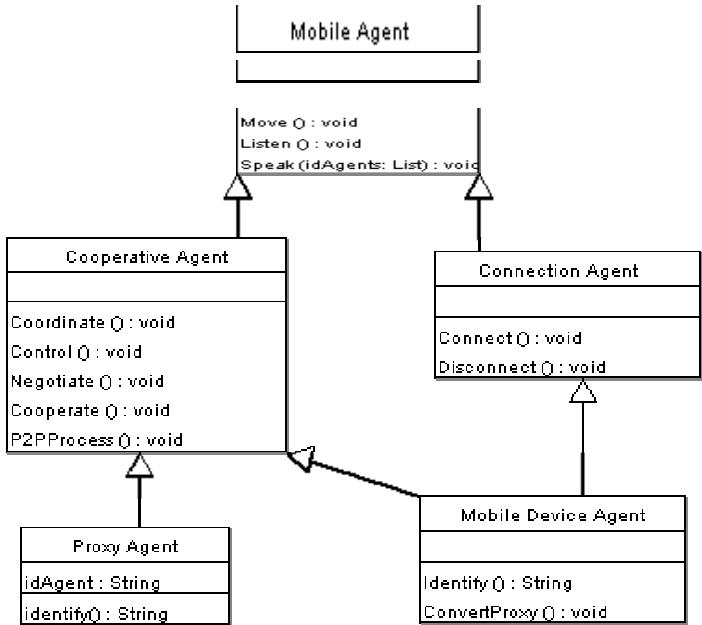 Mobile Agent
Move () : void
Listen () : void
Speak (idAgents: List) : void
Cooperative Agent
Coordinate () : void
Control () : void
Negotiate () : void
Cooperate () : void
P2PProcess () : void
Connection Agent
Connect () : void
Disconnect () : void
Proxy Agent
idAgent : String
identify() : String
Mobile Device Agent
Identify () : String
ConvertProxy () : void